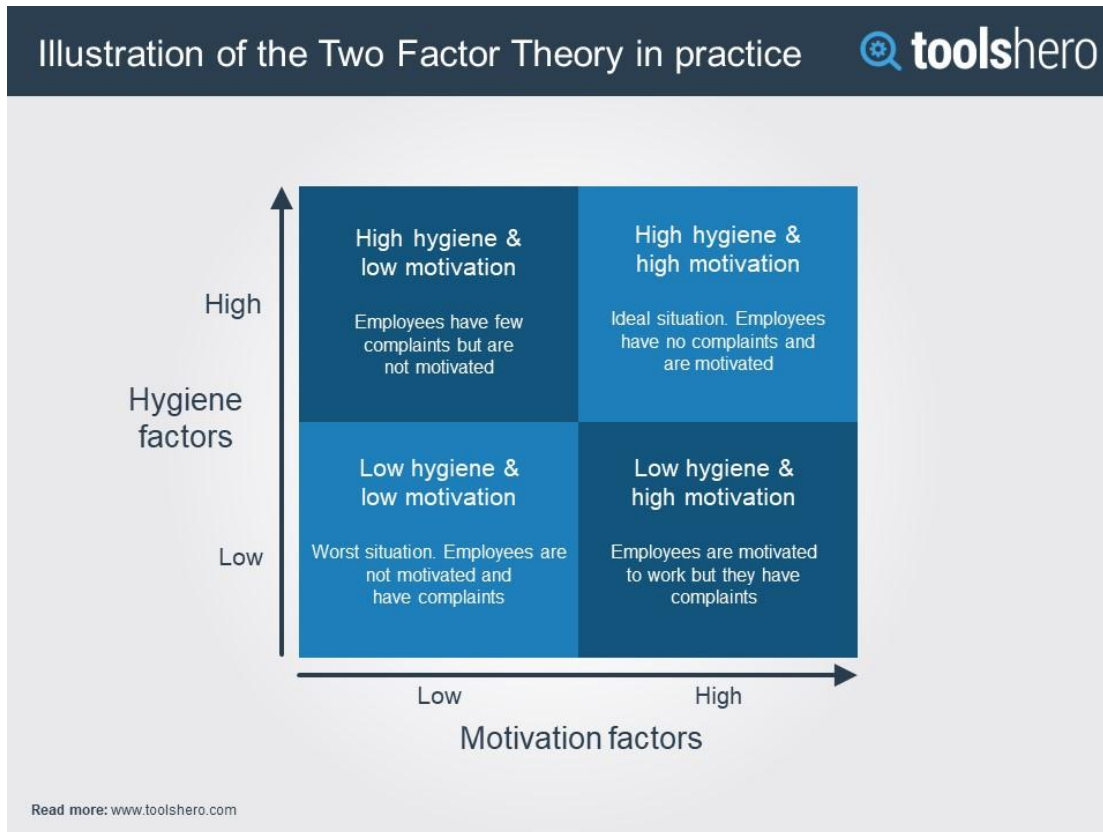 Illustration of the Two Factor Theory in practice
toolshero
High hygiene &
low motivation
Employees have few
complaints but are
not motivated
High hygiene &
high motivation
Ideal situation. Employees
have no complaints and
are motivated
High
Hygiene
factors
Low
Low hygiene &
low motivation
Worst situation. Employees are
not motivated and
have complaints
Low hygiene &
high motivation
Employees are motivated
to work but they have
complaints
Low
High
Motivation factors
Read more: www.toolshero.com